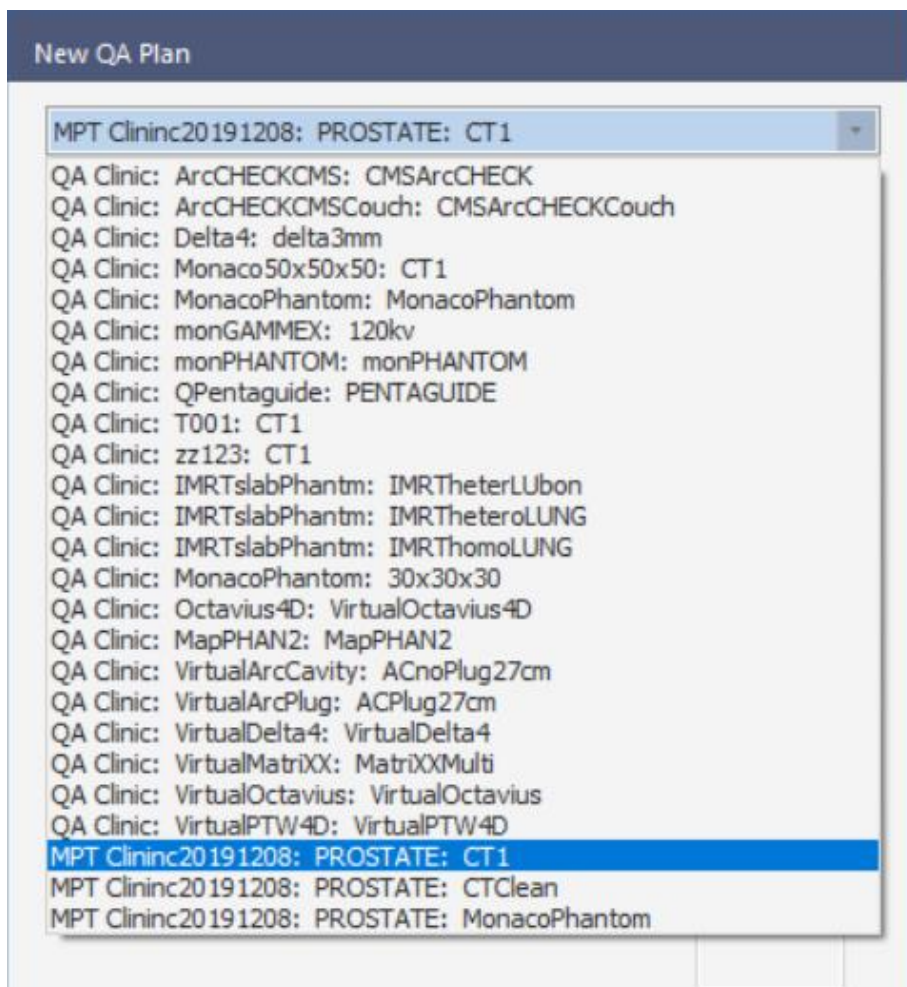 New QA Plan
MPT Clininc20191208: PROSTATE: CT1
QA Clinic: ArcCHECKCMS: CMSArcCHECK
QA Clinic: ArcCHECKCMSCouch: CMSArcCHECKCouch
QA Clinic: Delta4: delta3mm
QA Clinic: Monaco50x50x50: CT1
QA Clinic: MonacoPhantom: MonacoPhantom
QA Clinic: monGAMMEX: 120kv
QA Clinic: monPHANTOM: monPHANTOM
QA Clinic: QPentaguide: PENTAGUIDE
QA Clinic: T001: CT1
QA Clinic: zz123: CT1
QA Clinic: IMRTslabPhantm: IMRTheterLUbon
QA Clinic: IMRTslabPhantm: IMRTheteroLUNG
QA Clinic: IMRTslabPhantm: IMRThomoLUNG
QA Clinic: MonacoPhantom: 30x30x30
QA Clinic: Octavius4D: VirtualOctavius4D
QA Clinic: MapPHAN2: MapPHAN2
QA Clinic: VirtualArcCavity: ACnoPlug27cm
QA Clinic: VirtualArcPlug: ACPlug27cm
QA Clinic: VirtualDelta4: VirtualDelta4
QA Clinic: VirtualMatriXX: MatriXXMulti
QA Clinic: VirtualOctavius: VirtualOctavius
QA Clinic: VirtualPTW4D: VirtualPTW4D
MPT Clininc20191208: PROSTATE: CT1
MPT Clininc20191208: PROSTATE: CTClean
MPT Clininc20191208: PROSTATE: MonacoPhantom